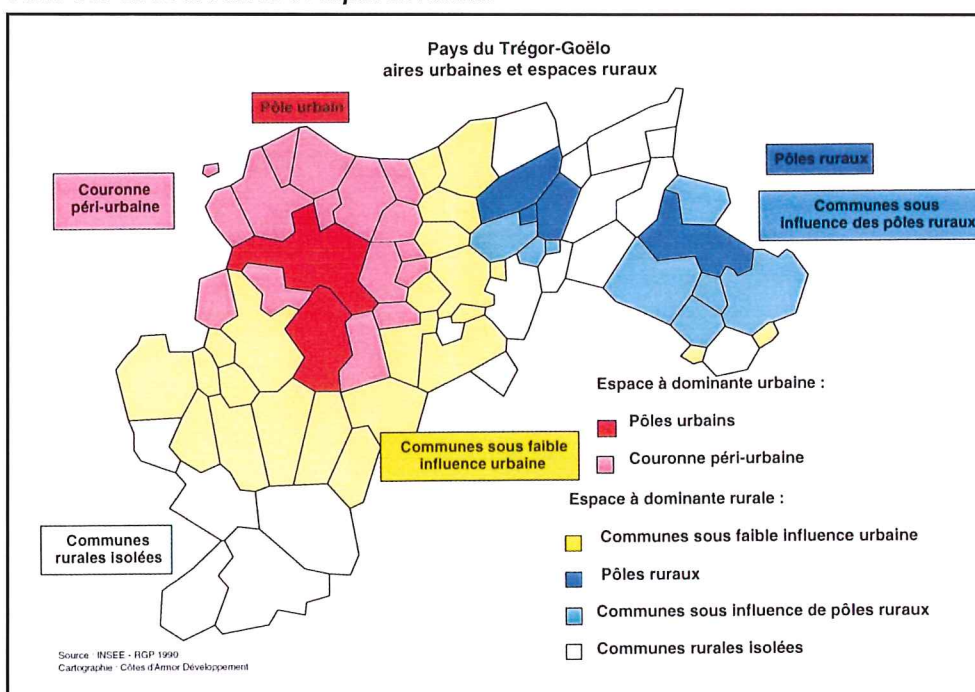 Pays du Trégor-Goëlo
aires urbaines et espaces ruraux
Pôle urbain
Couronne
péri-urbaine
Pôles ruraux
Communes sous
influence des pôles ruraux
Communes sous faible
influence urbaine
Communes
rurales isolées
Espace à dominante urbaine :
Pôles urbains
Couronne péri-urbaine
Espace à dominante rurale :
Communes sous faible influence urbaine
Pôles ruraux
Communes sous influence de pôles ruraux
Communes rurales isolées
Source · INSEE - RGP 1990
Cartographie · Côtes d'Armor Développement